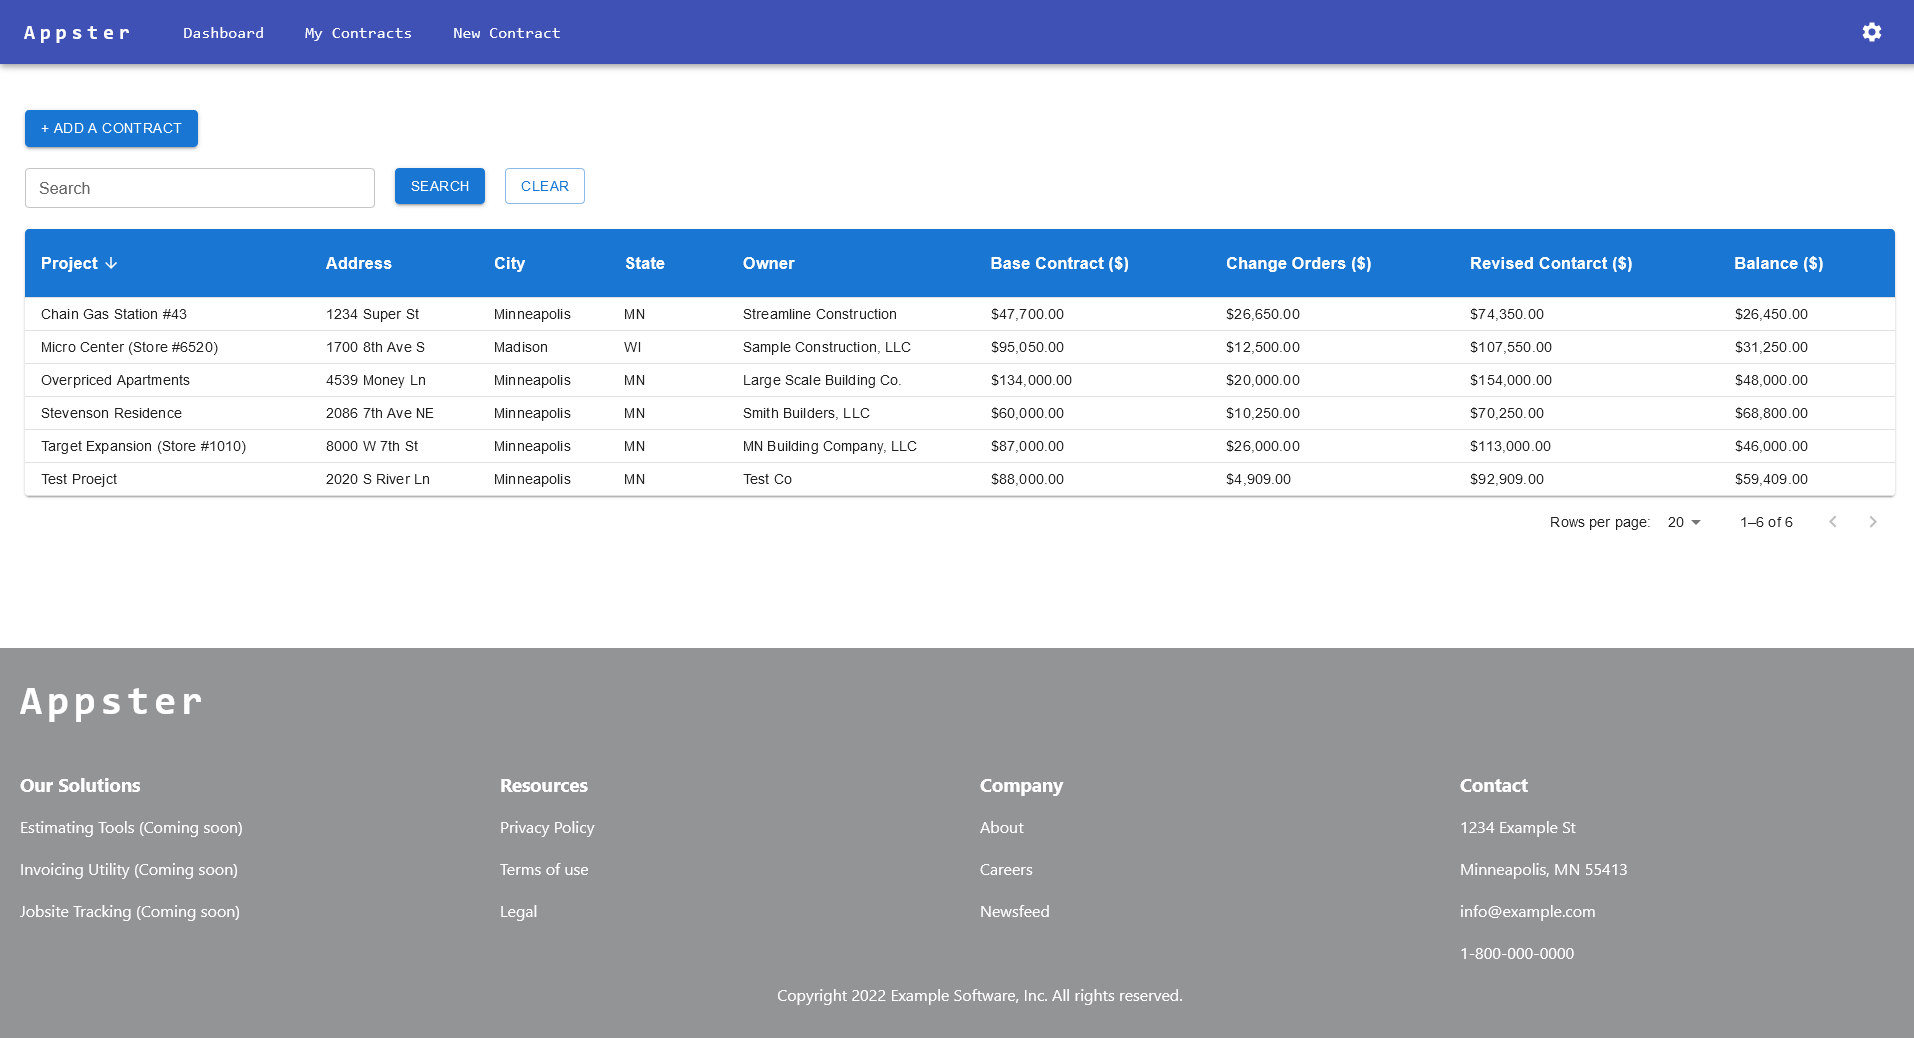 Appster Dashboard My Contracts New Contract
+ ADD A CONTRACT
Search SEARCH CLEAR
Project Address City State Owner Base Contract ($) Change Orders ($) Revised Contarct ($) Balance ($)
Chain Gas Station #43 1234 Super St Minneapolis MN Streamline Construction $47,700.00 $26,650.00 $74,350.00 $26,450.00
Micro Center (Store #6520) 1700 8th Ave S Madison WI Sample Construction, LLC $95,050.00 $12,500.00 $107,550.00 $31,250.00
Overpriced Apartments 4539 Money Ln Minneapolis MN Large Scale Building Co. $134,000.00 $20,000.00 $154,000.00 $48,000.00
Stevenson Residence 2086 7th Ave NE Minneapolis MN Smith Builders, LLC $60,000.00 $10,250.00 $70,250.00 $68,800.00
Target Expansion (Store #1010) 8000 W 7th St Minneapolis MN MN Building Company, LLC $87,000.00 $26,000.00 $113,000.00 $46,000.00
Test Proejct 2020 S River Ln Minneapolis MN Test Co $88,000.00 $4,909.00 $92,909.00 $59,409.00
Rows per page: 20 1–6 of 6
Appster
Our Solutions Resources Company Contact
Estimating Tools (Coming soon) Privacy Policy About 1234 Example St
Invoicing Utility (Coming soon) Terms of use Careers Minneapolis, MN 55413
Jobsite Tracking (Coming soon) Legal Newsfeed info@example.com
1-800-000-0000
Copyright 2022 Example Software, Inc. All rights reserved.